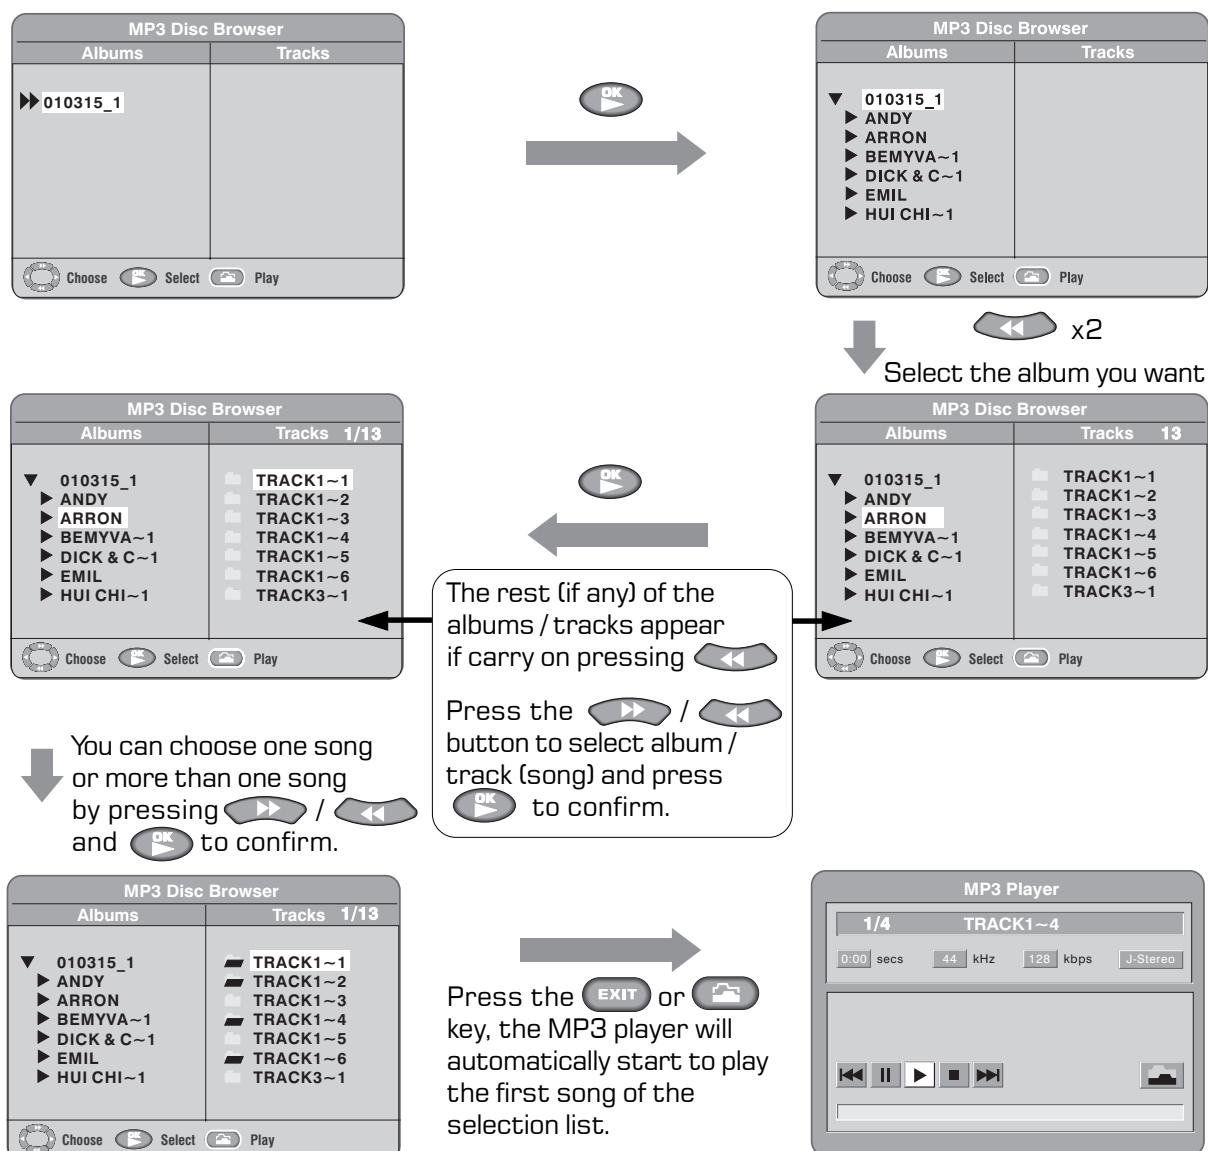 MP3 Disc Browser
Albums Tracks
010315_1
Choose OK Select Play
OK
MP3 Disc Browser
Albums Tracks
010315_1
ANDY
ARRON
BEMYVA~1
DICK & C~1
EMIL
HUI CHI~1
Choose OK Select Play
x2
Select the album you want
MP3 Disc Browser
Albums Tracks 13
010315_1 TRACK1~1
ANDY TRACK1~2
ARRON TRACK1~3
BEMYVA~1 TRACK1~4
DICK & C~1 TRACK1~5
EMIL TRACK1~6
HUI CHI~1 TRACK3~1
Choose OK Select Play
OK
MP3 Disc Browser
Albums Tracks 1/13
010315_1 TRACK1~1
ANDY TRACK1~2
ARRON TRACK1~3
BEMYVA~1 TRACK1~4
DICK & C~1 TRACK1~5
EMIL TRACK1~6
HUI CHI~1 TRACK3~1
Choose OK Select Play
The rest (if any) of the
albums / tracks appear
if carry on pressing
Press the /
button to select album /
track (song) and press
OK to confirm.
You can choose one song
or more than one song
by pressing /
and OK to confirm.
MP3 Disc Browser
Albums Tracks 1/13
010315_1 TRACK1~1
ANDY TRACK1~2
ARRON TRACK1~3
BEMYVA~1 TRACK1~4
DICK & C~1 TRACK1~5
EMIL TRACK1~6
HUI CHI~1 TRACK3~1
Choose OK Select Play
Press the EXIT or
key, the MP3 player will
automatically start to play
the first song of the
selection list.
MP3 Player
1/4 TRACK1~4
0:00 secs 44 kHz 128 kbps J-Stereo